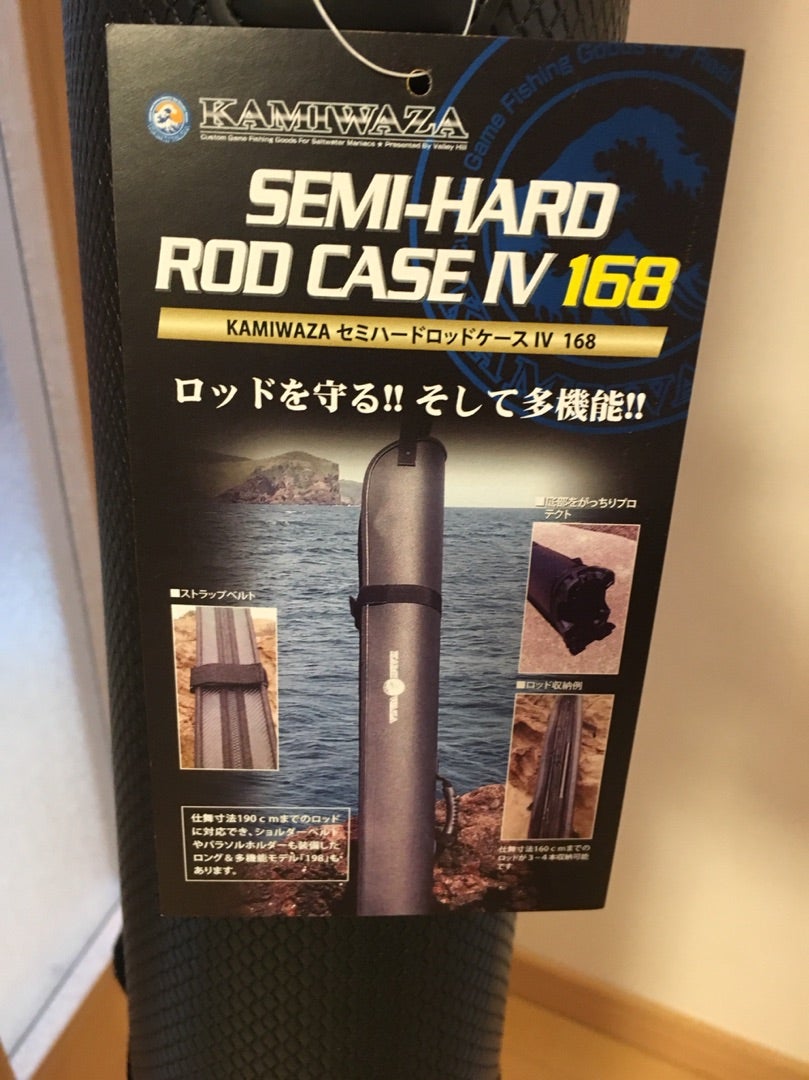 KAMIWAZA
Custom Game Fishing Goods For Saltwater Maniacs ★ Presented By Valley Hill
Game Fishing Goods For Real
SEMI-HARD
ROD CASE IV 168
KAMIWAZA セミハードロッドケース IV 168
ロッドを守る!! そして多機能!!
■底部をがっちりプロ
テクト
■ストラップベルト
■ロッド収納例
仕舞寸法190cmまでのロッド
に対応でき、ショルダーベルト
やパラソルホルダーも装備した
ロング&多機能モデル「198」も
あります。
仕舞寸法160cmまでの
ロッドが3~4本収納可能
です。